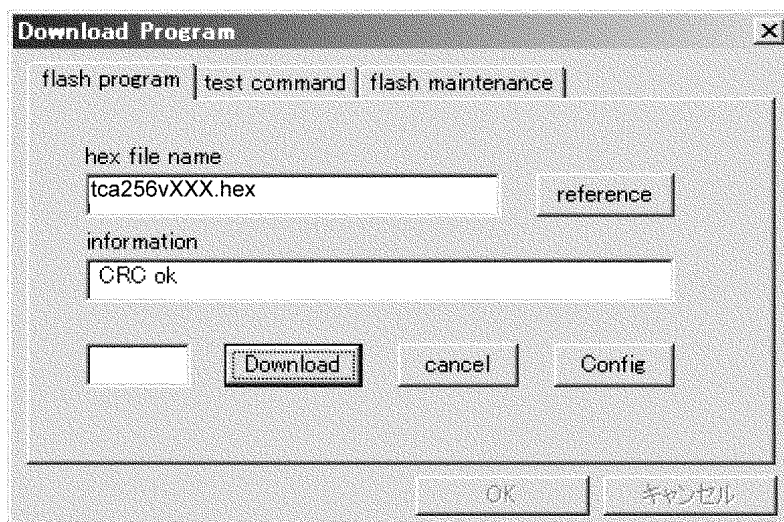 Download Program
flash program test command flash maintenance
hex file name
tca256vXXX.hex reference
information
CRC ok
Download cancel Config
OK キャンセル